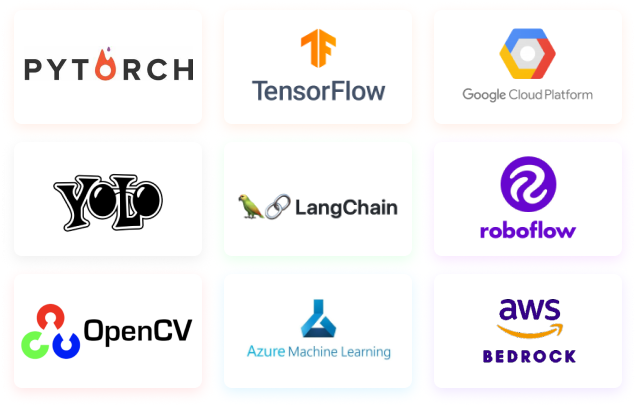 PYTORCH
TensorFlow
Google Cloud Platform
YOLO
LangChain
roboflow
OpenCV
Azure Machine Learning
aws
BEDROCK